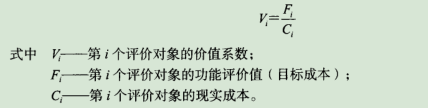 Vᵢ=Fᵢ/Cᵢ
式中 Vᵢ——第 i 个评价对象的价值系数;
Fᵢ——第 i 个评价对象的功能评价值(目标成本);
Cᵢ——第 i 个评价对象的现实成本。